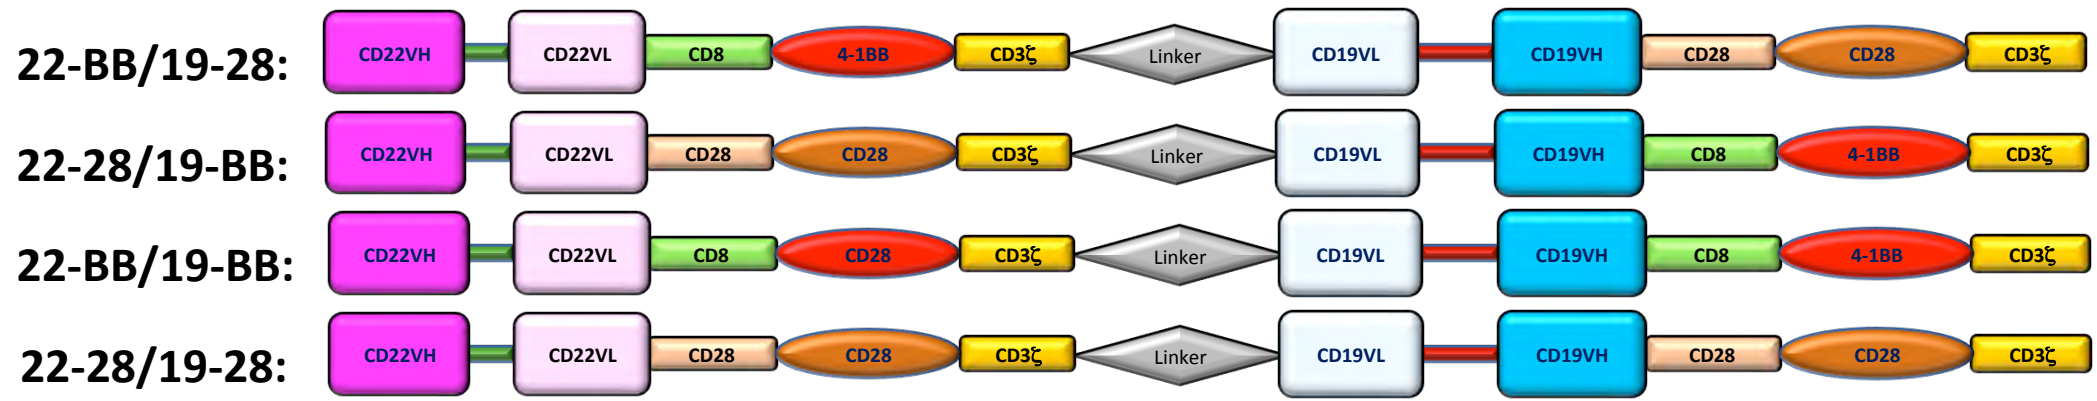 22-BB/19-28: CD22VH CD22VL CD8 4-1BB CD3ζ Linker CD19VL CD19VH CD28 CD28 CD3ζ
22-28/19-BB: CD22VH CD22VL CD28 CD28 CD3ζ Linker CD19VL CD19VH CD8 4-1BB CD3ζ
22-BB/19-BB: CD22VH CD22VL CD8 CD28 CD3ζ Linker CD19VL CD19VH CD8 4-1BB CD3ζ
22-28/19-28: CD22VH CD22VL CD28 CD28 CD3ζ Linker CD19VL CD19VH CD28 CD28 CD3ζ